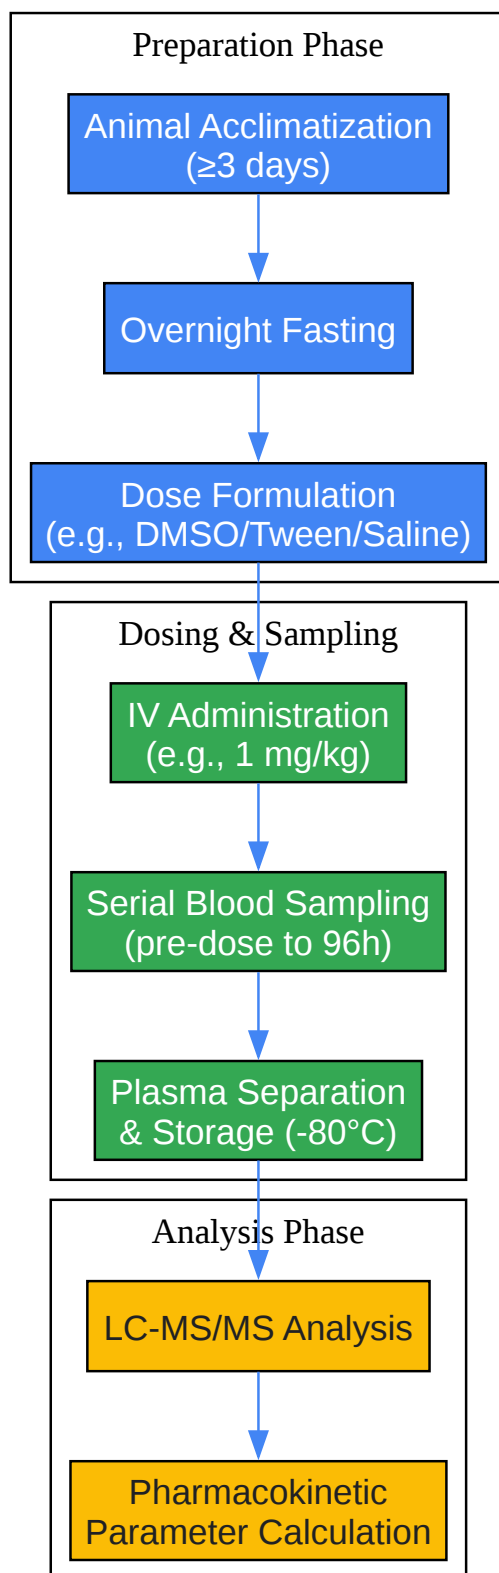 Preparation Phase
Animal Acclimatization
(≥3 days)
Overnight Fasting
Dose Formulation
(e.g., DMSO/Tween/Saline)
Dosing & Sampling
IV Administration
(e.g., 1 mg/kg)
Serial Blood Sampling
(pre-dose to 96h)
Plasma Separation
& Storage (-80°C)
Analysis Phase
LC-MS/MS Analysis
Pharmacokinetic
Parameter Calculation